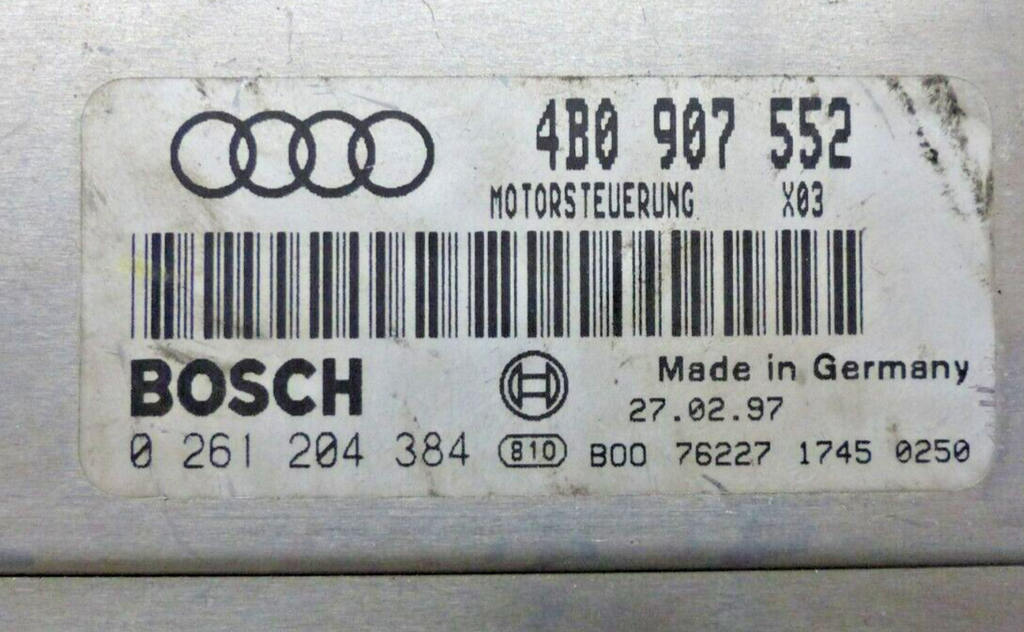 4B0 907 552
MOTORSTEUERUNG X03
BOSCH
Made in Germany
27.02.97
0 261 204 384 810 B00 76227 1745 0250